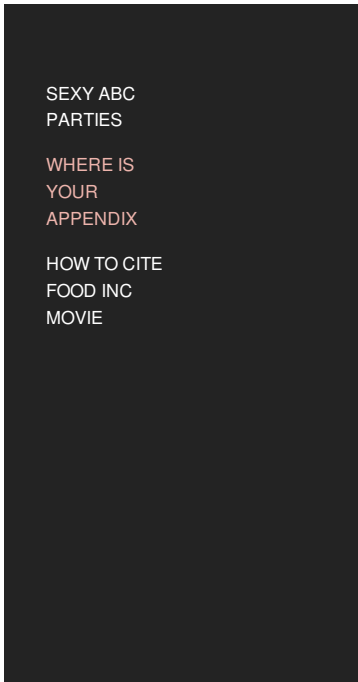 SEXY ABC
PARTIES
WHERE IS
YOUR
APPENDIX
HOW TO CITE
FOOD INC
MOVIE